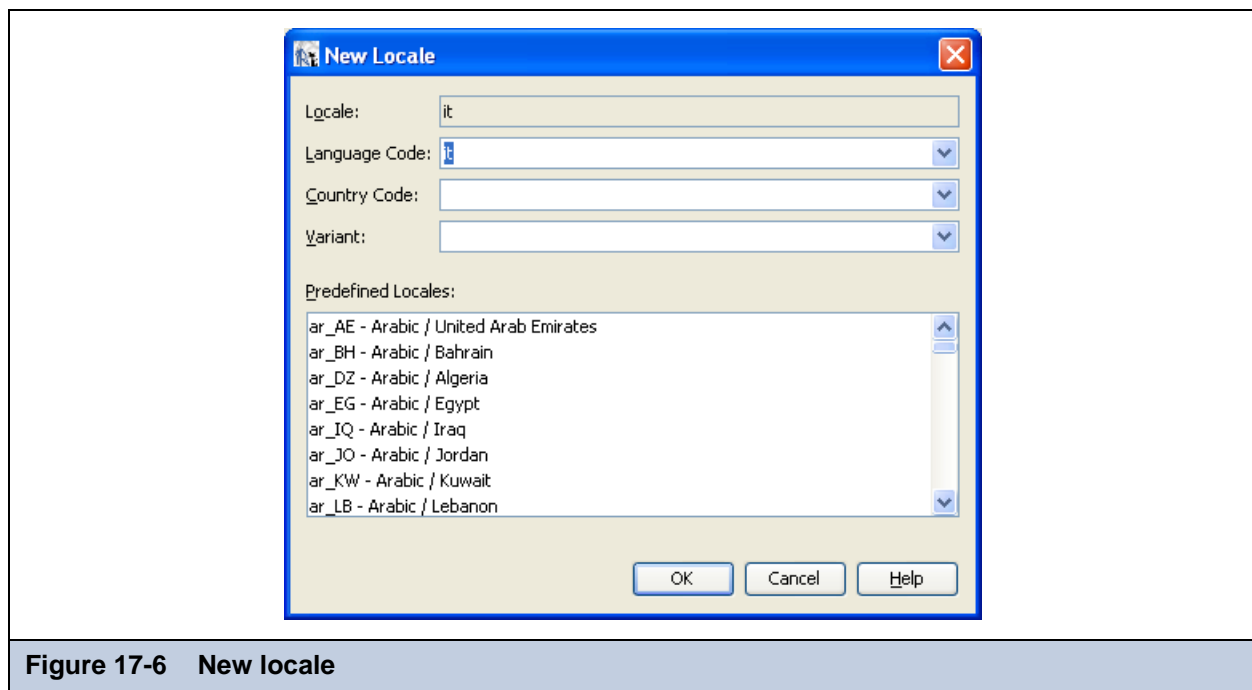 New Locale
Locale: it
Language Code: it
Country Code:
Variant:
Predefined Locales:
ar_AE - Arabic / United Arab Emirates
ar_BH - Arabic / Bahrain
ar_DZ - Arabic / Algeria
ar_EG - Arabic / Egypt
ar_IQ - Arabic / Iraq
ar_JO - Arabic / Jordan
ar_KW - Arabic / Kuwait
ar_LB - Arabic / Lebanon
OK Cancel Help
Figure 17-6 New locale